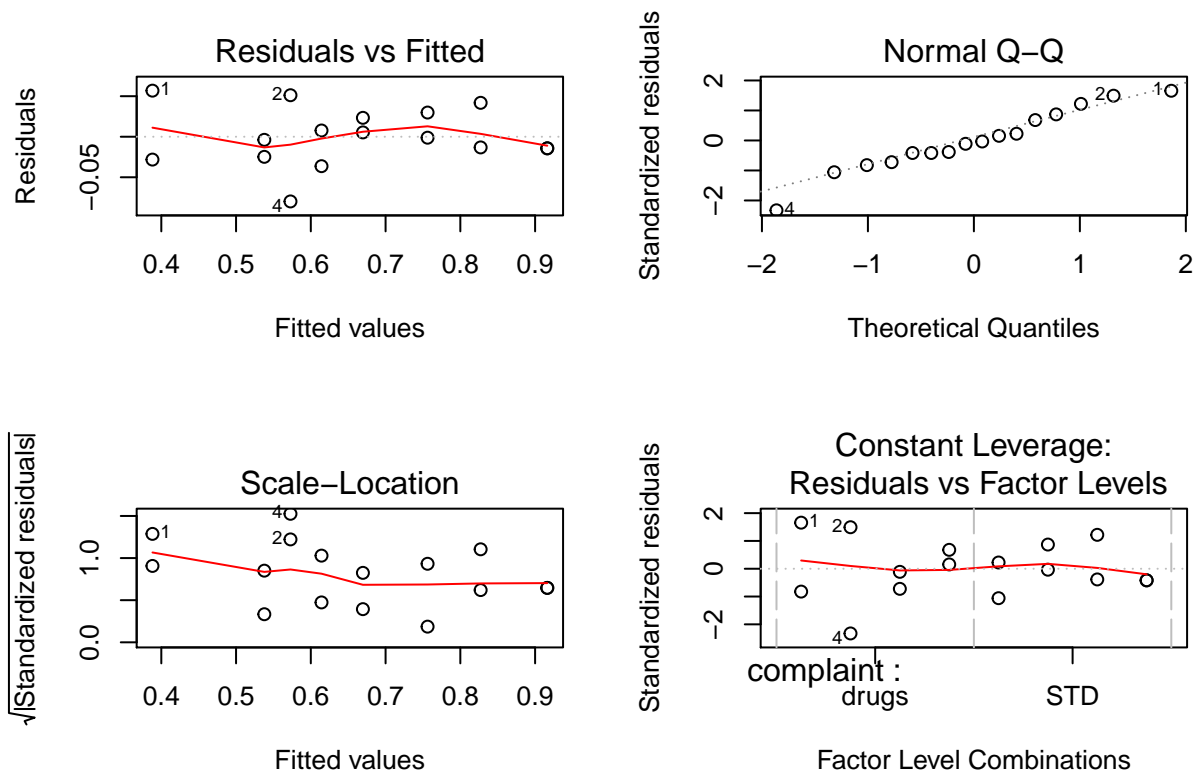 Residuals vs Fitted
Residuals
−0.05
1
2
4
0.4 0.5 0.6 0.7 0.8 0.9
Fitted values
Normal Q−Q
Standardized residuals
−2 0 2
4
2
1
−2 −1 0 1 2
Theoretical Quantiles
Scale−Location
√|Standardized residuals|
0.0 1.0
4
2
1
0.4 0.5 0.6 0.7 0.8 0.9
Fitted values
Constant Leverage:
Residuals vs Factor Levels
Standardized residuals
−2 0 2
1
2
4
complaint :
drugs STD
Factor Level Combinations